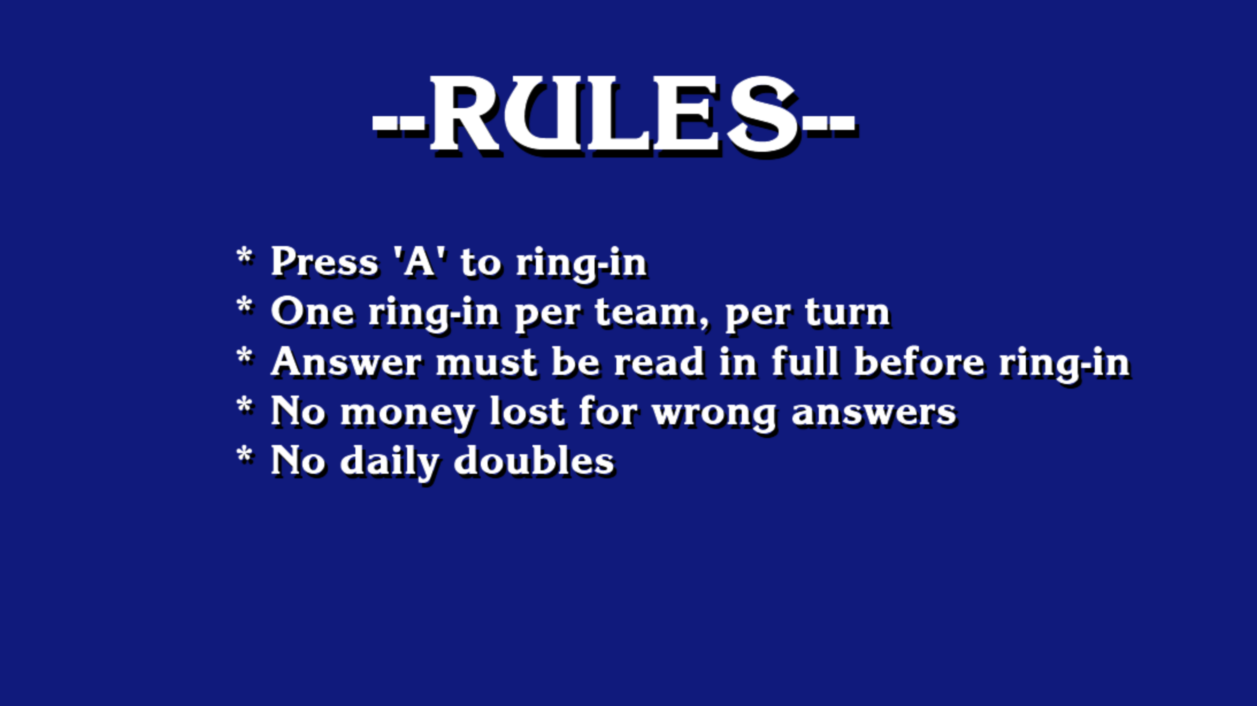 --RULES--
* Press 'A' to ring-in
* One ring-in per team, per turn
* Answer must be read in full before ring-in
* No money lost for wrong answers
* No daily doubles